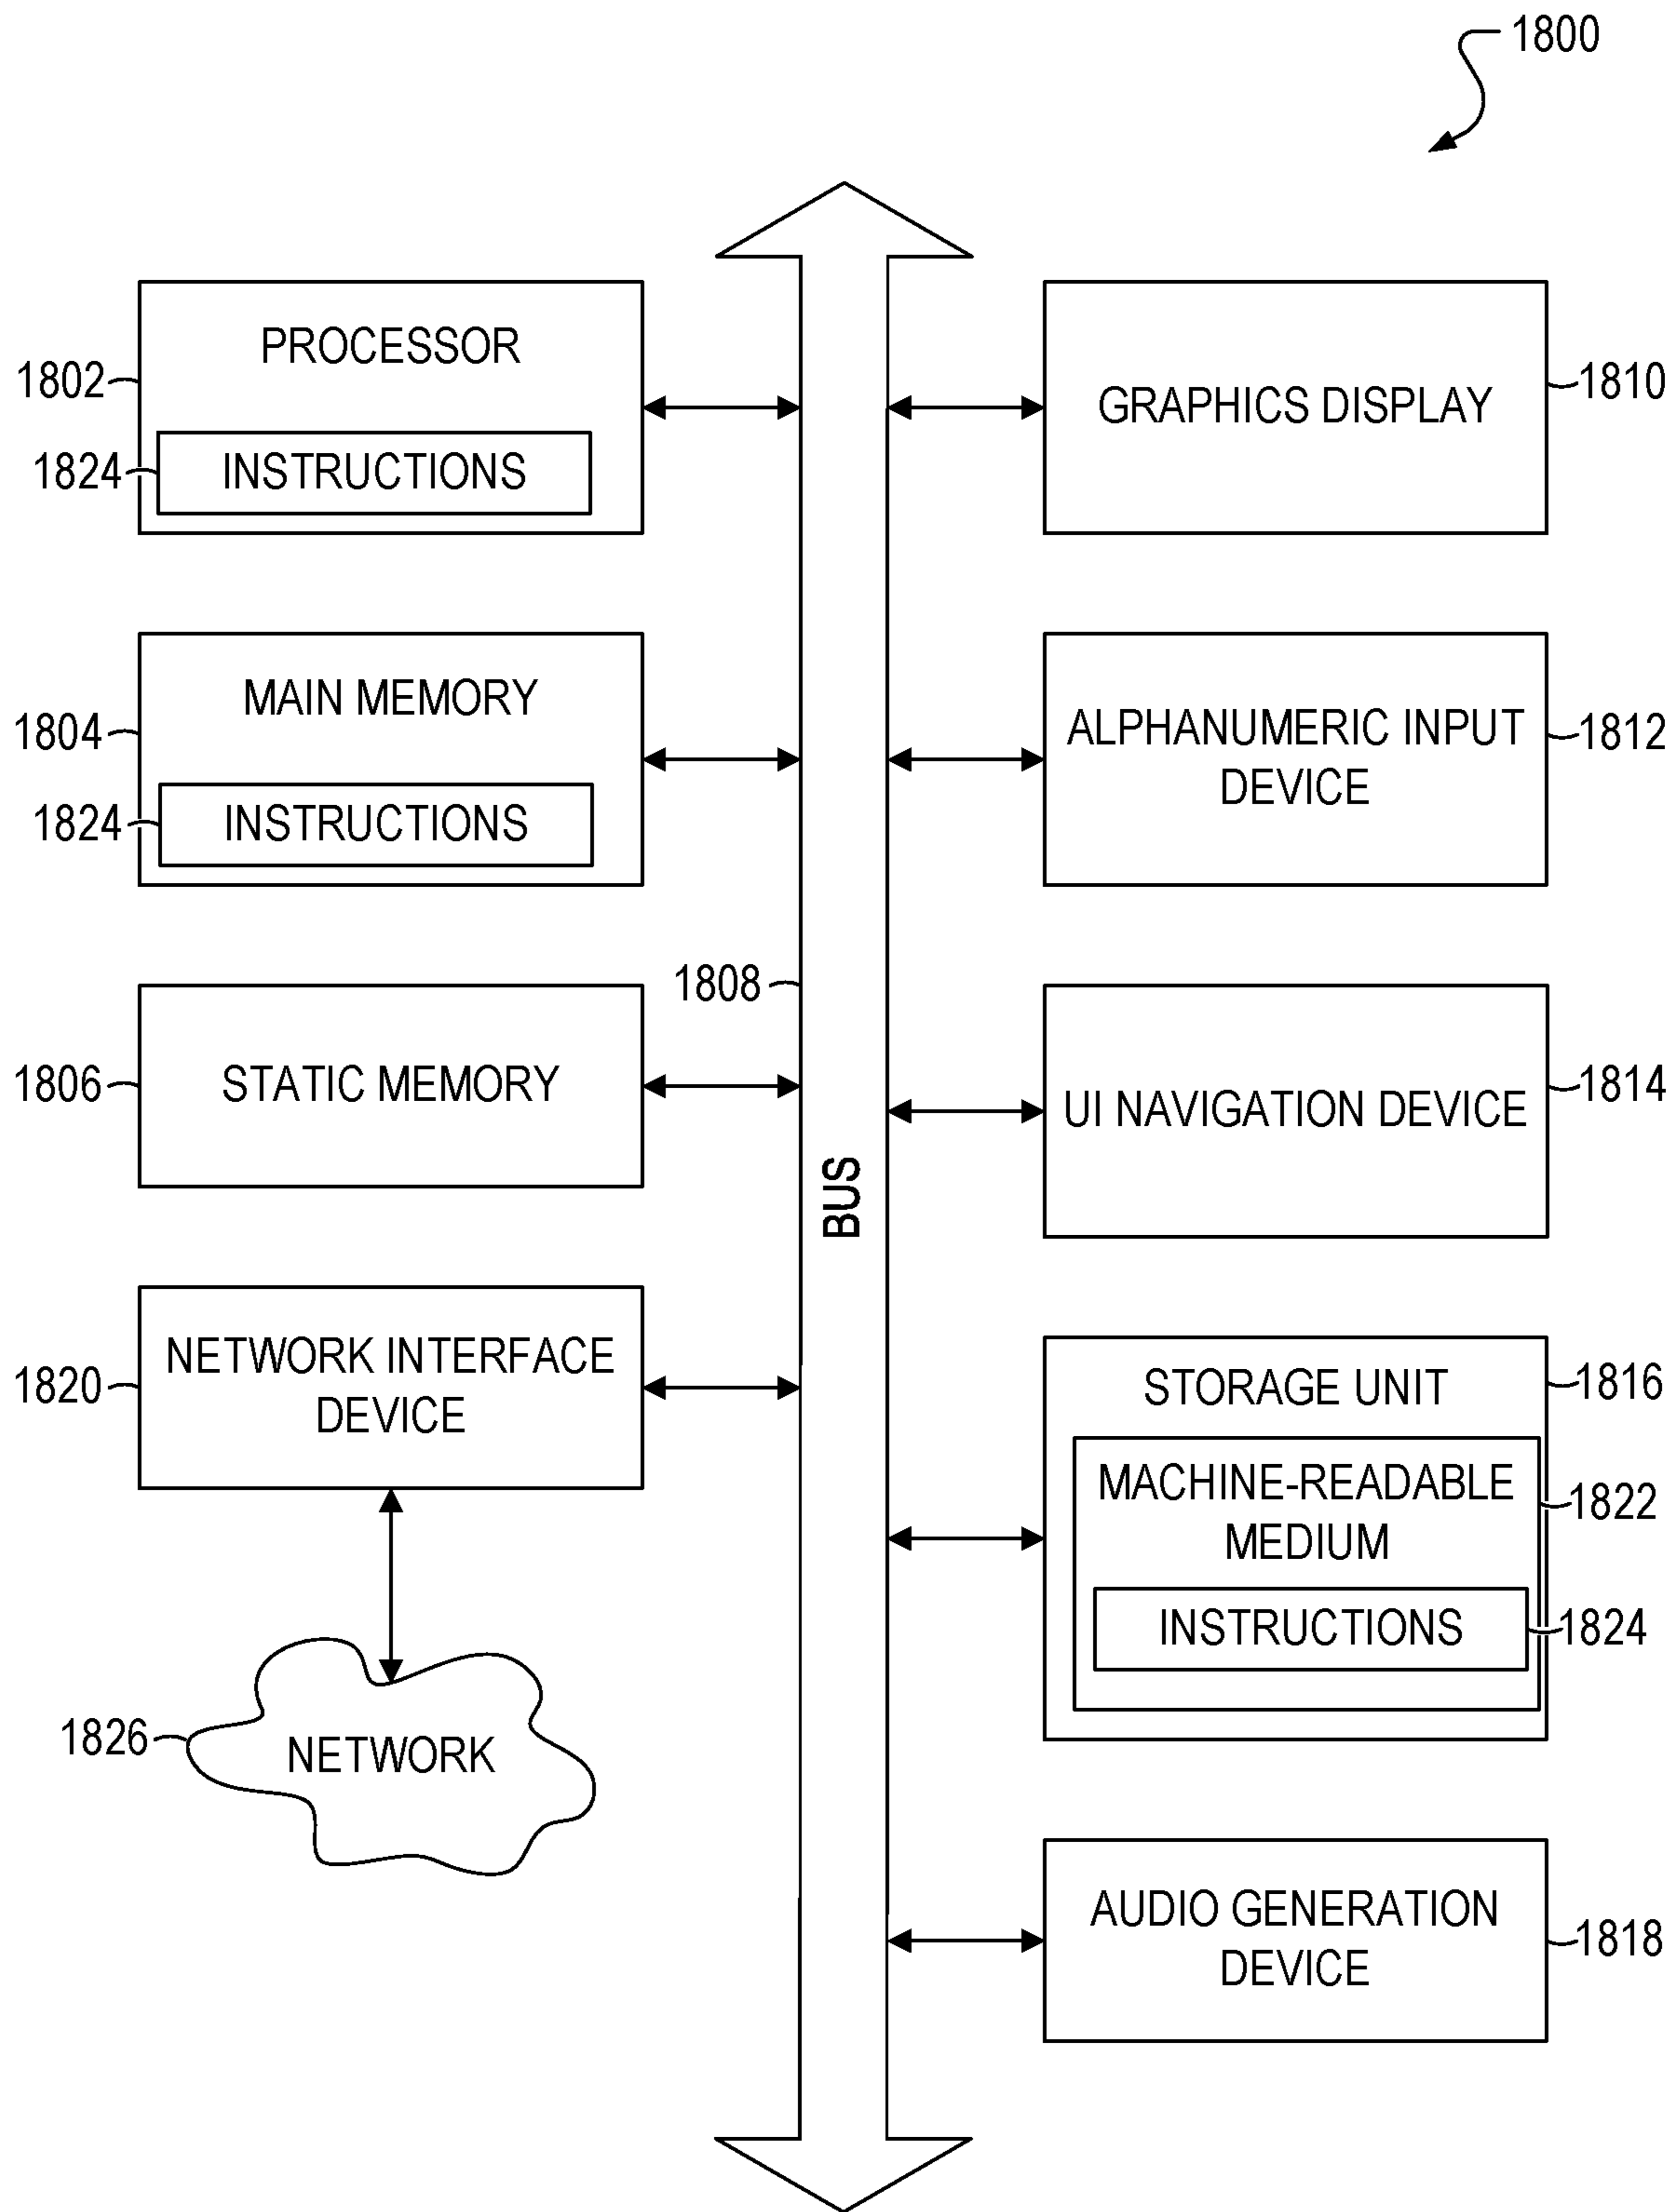 1800
PROCESSOR
1802
1824
INSTRUCTIONS
MAIN MEMORY
1804
1824
INSTRUCTIONS
1808
1806
STATIC MEMORY
BUS
1820
NETWORK INTERFACE
DEVICE
1826
NETWORK
GRAPHICS DISPLAY
1810
ALPHANUMERIC INPUT
DEVICE
1812
UI NAVIGATION DEVICE
1814
STORAGE UNIT
1816
MACHINE-READABLE
MEDIUM
1822
INSTRUCTIONS
1824
AUDIO GENERATION
DEVICE
1818